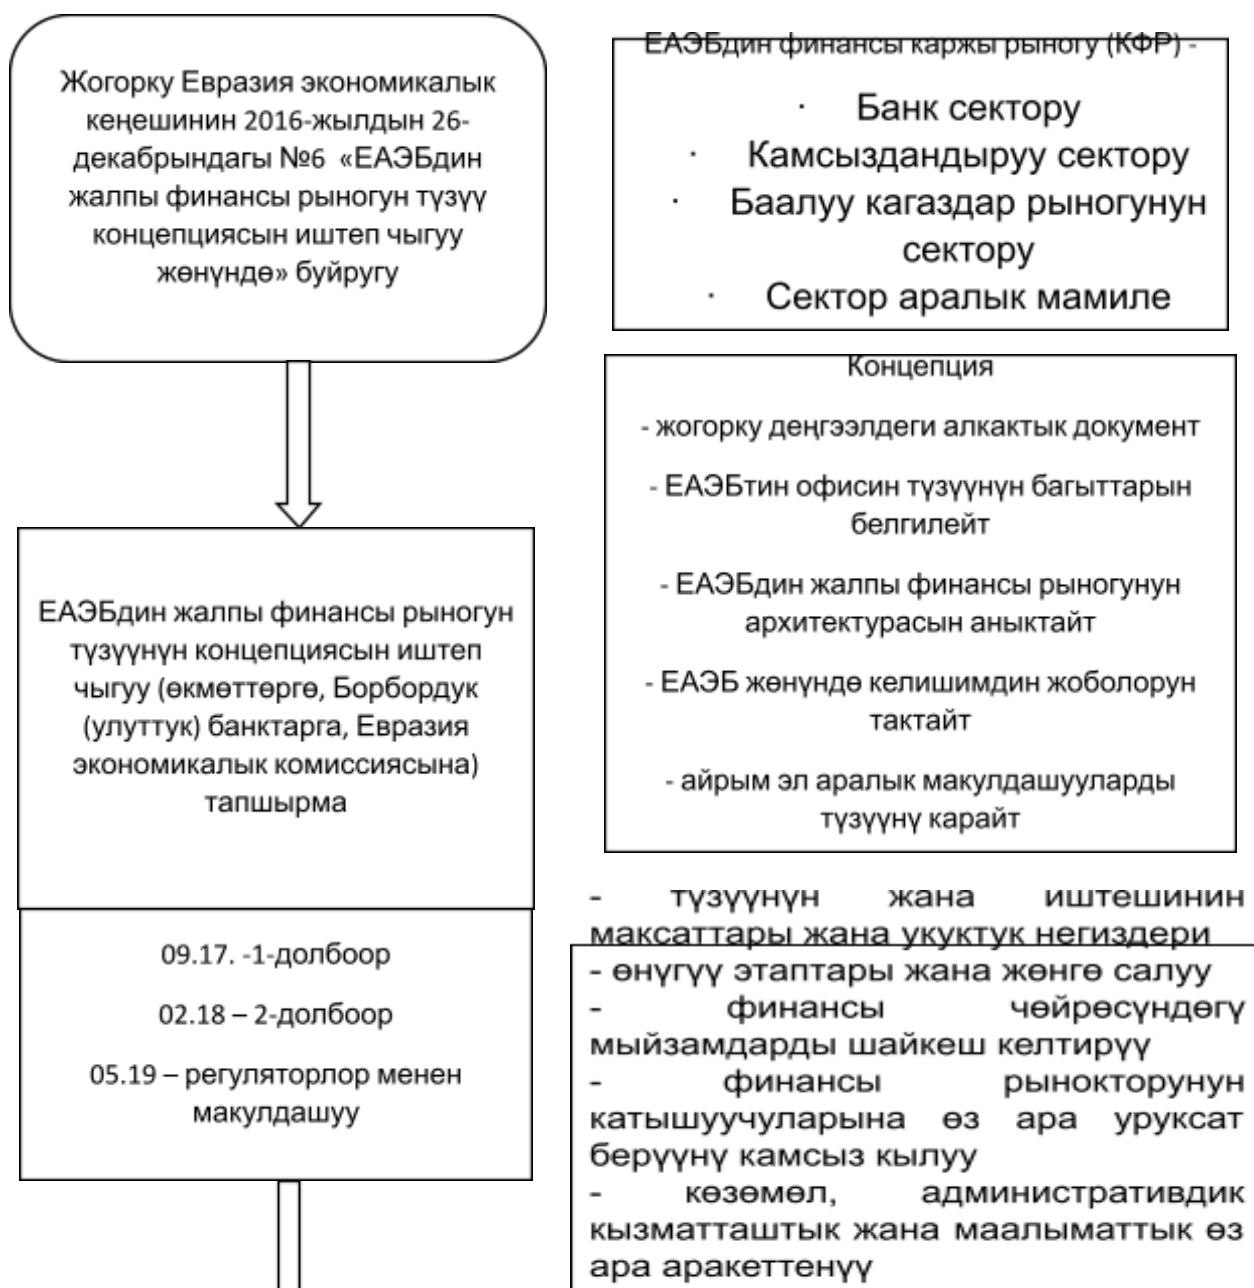 Жогорку Евразия экономикалык
кеңешинин 2016-жылдын 26-
декабрындагы №6 «ЕАЭБдин
жалпы финансы рыногун түзүү
концепциясын иштеп чыгуу
жөнүндө» буйругу
ЕАЭБдин жалпы финансы рыногун
түзүүнүн концепциясын иштеп
чыгуу (өкмөттөргө, Борбордук
(улуттук) банктарга, Евразия
экономикалык комиссиясына)
тапшырма
09.17. -1-долбоор
02.18 – 2-долбоор
05.19 – регуляторлор менен
макулдашуу
ЕАЭБдин финансы каржы рыногу (КФР) -
· Банк сектору
· Камсыздандыруу сектору
· Баалуу кагаздар рыногунун
сектору
· Сектор аралык мамиле
Концепция
- жогорку деңгээлдеги алкактык документ
- ЕАЭБтин офисин түзүүнүн багыттарын
белгилейт
- ЕАЭБдин жалпы финансы рыногунун
архитектурасын аныктайт
- ЕАЭБ жөнүндө келишимдин жоболорун
тактайт
- айрым эл аралык макулдашууларды
түзүүнү карайт
- түзүүнүн жана иштешинин
максаттары жана укуктук негиздери
- өнүгүү этаптары жана жөнгө салуу
- финансы чөйрөсүндөгү
мыйзамдарды шайкеш келтирүү
- финансы рынокторунун
катышуучуларына өз ара уруксат
берүүнү камсыз кылуу
- көзөмөл, административдик
кызматташтык жана маалыматтык өз
ара аракеттенүү